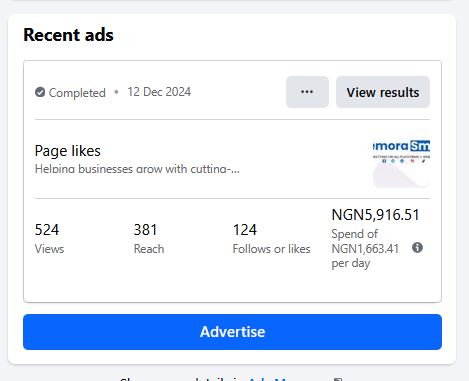 Recent ads
Completed • 12 Dec 2024
... View results
Page likes
Helping businesses grow with cutting-...
emora Sm
524
Views
381
Reach
124
Follows or likes
NGN5,916.51
Spend of
NGN1,663.41
per day
Advertise